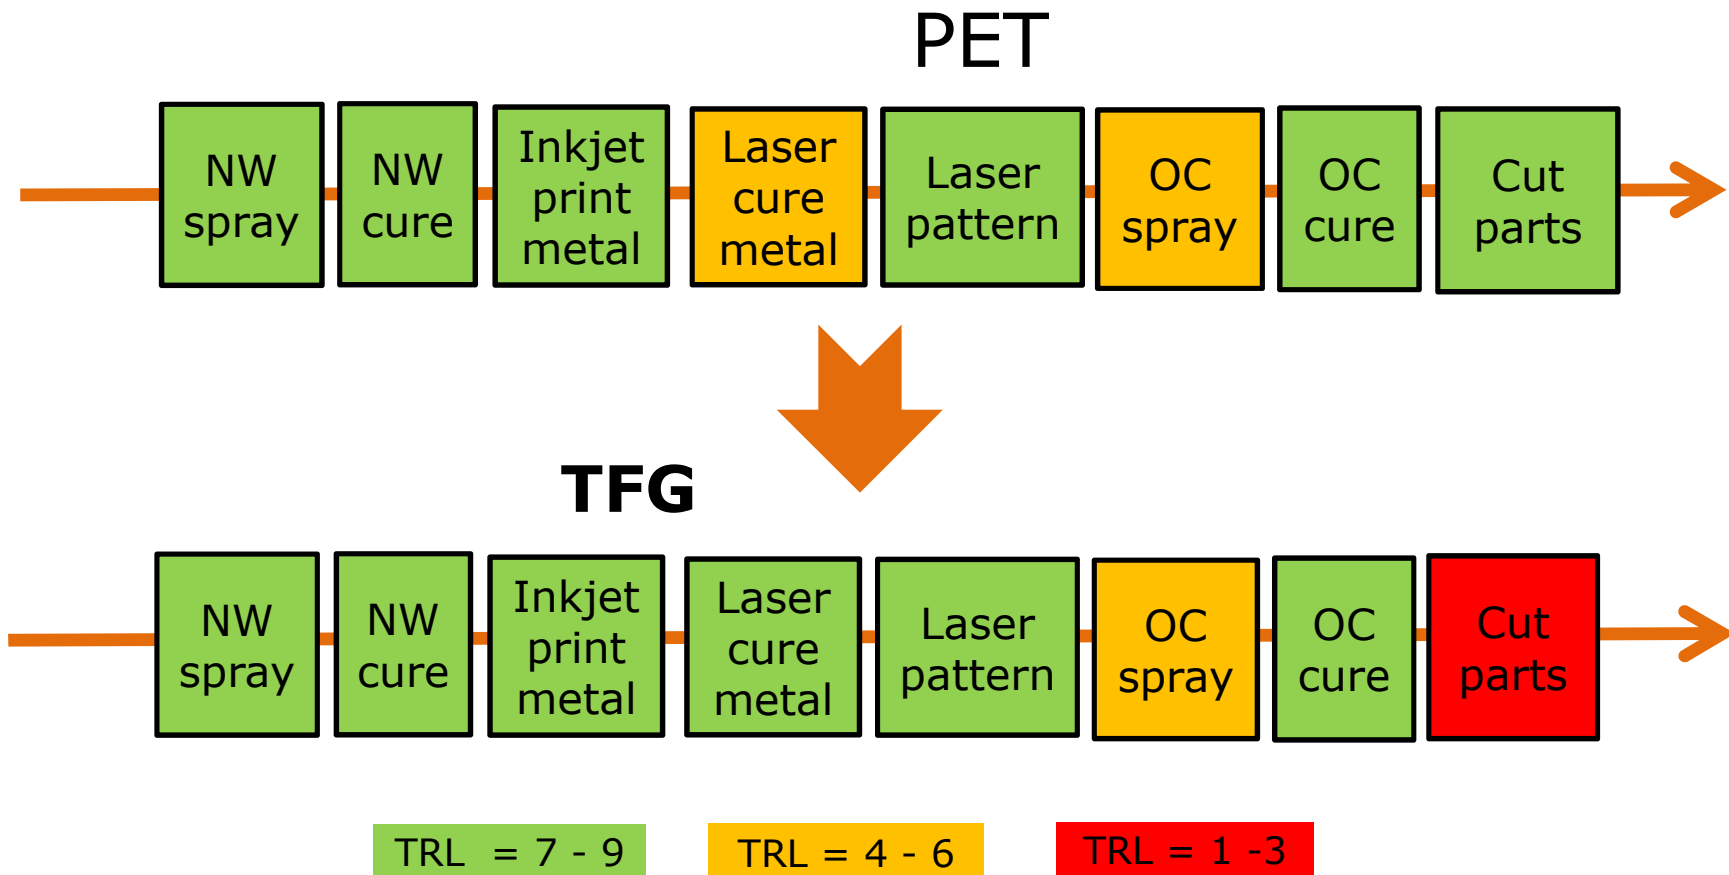 PET
NW
spray
NW
cure
Inkjet
print
metal
Laser
cure
metal
Laser
pattern
OC
spray
OC
cure
Cut
parts
TFG
NW
spray
NW
cure
Inkjet
print
metal
Laser
cure
metal
Laser
pattern
OC
spray
OC
cure
Cut
parts
TRL = 7 - 9
TRL = 4 - 6
TRL = 1 -3